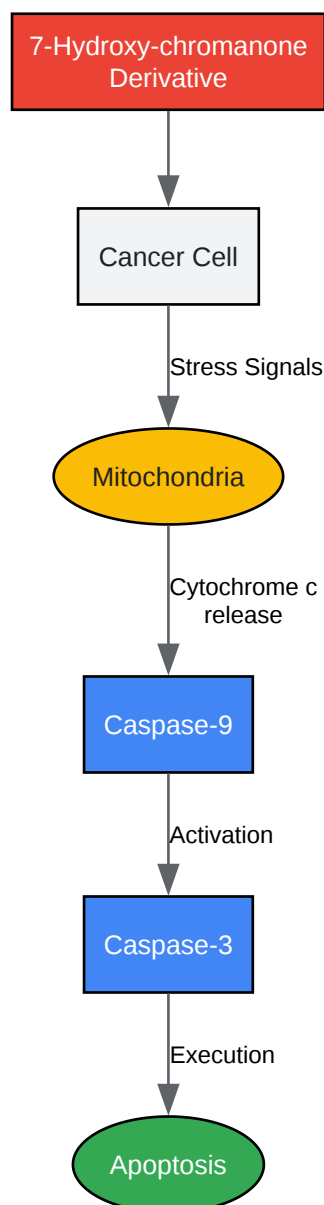 7-Hydroxy-chromanone
Derivative
Cancer Cell
Stress Signals
Mitochondria
Cytochrome c
release
Caspase-9
Activation
Caspase-3
Execution
Apoptosis